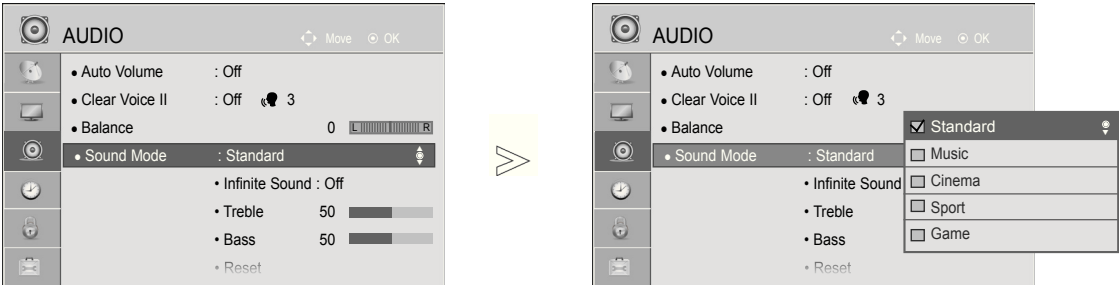 AUDIO Move OK
• Auto Volume : Off
• Clear Voice II : Off 3
• Balance 0 L R
• Sound Mode : Standard
• Infinite Sound : Off
• Treble 50
• Bass 50
• Reset
AUDIO Move OK
• Auto Volume : Off
• Clear Voice II : Off 3
• Balance
• Sound Mode : Standard
• Infinite Sound
• Treble
• Bass
• Reset
Standard
Music
Cinema
Sport
Game